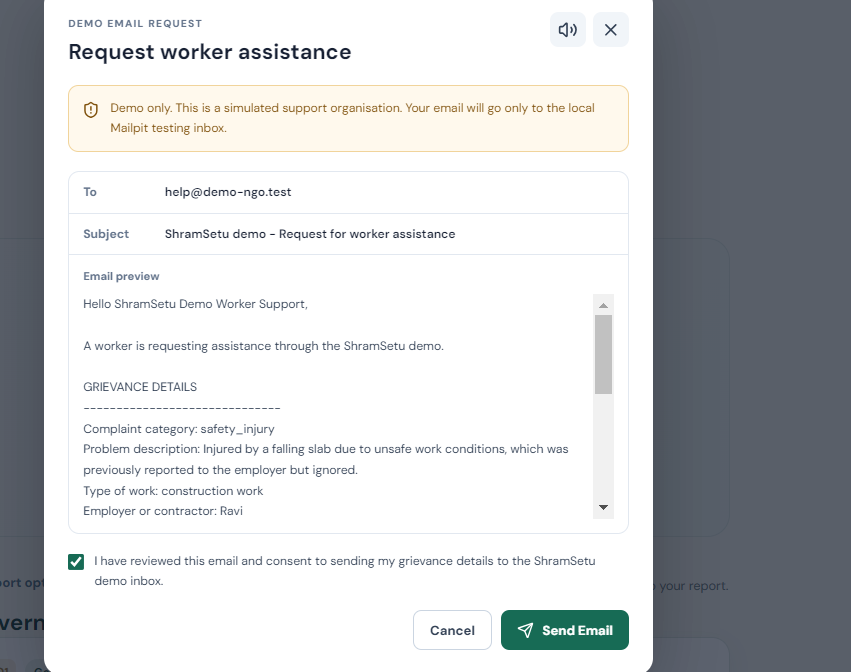 DEMO EMAIL REQUEST
Request worker assistance
Demo only. This is a simulated support organisation. Your email will go only to the local
Mailpit testing inbox.
To help@demo-ngo.test
Subject ShramSetu demo - Request for worker assistance
Email preview
Hello ShramSetu Demo Worker Support,
A worker is requesting assistance through the ShramSetu demo.
GRIEVANCE DETAILS
------------------------------
Complaint category: safety_injury
Problem description: Injured by a falling slab due to unsafe work conditions, which was
previously reported to the employer but ignored.
Type of work: construction work
Employer or contractor: Ravi
I have reviewed this email and consent to sending my grievance details to the ShramSetu
demo inbox.
your report.
Cancel Send Email